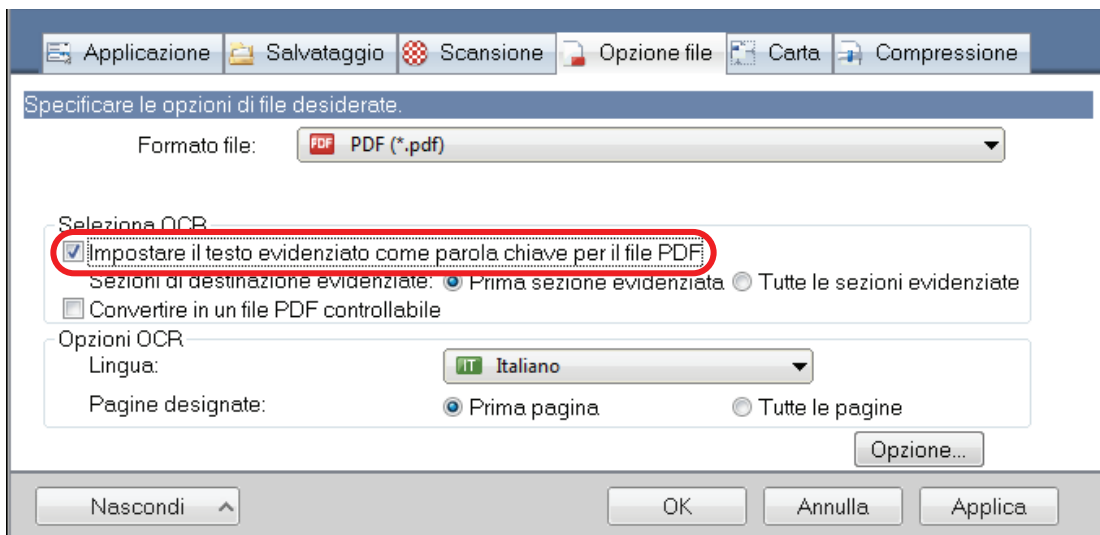 Applicazione Salvataggio Scansione Opzione file Carta Compressione
Specificare le opzioni di file desiderate.
Formato file: PDF PDF (*.pdf)
Seleziona OCR
Impostare il testo evidenziato come parola chiave per il file PDF
Sezioni di destinazione evidenziate: Prima sezione evidenziata Tutte le sezioni evidenziate
Convertire in un file PDF controllabile
Opzioni OCR
Lingua: IT Italiano
Pagine designate: Prima pagina Tutte le pagine
Opzione...
Nascondi OK Annulla Applica